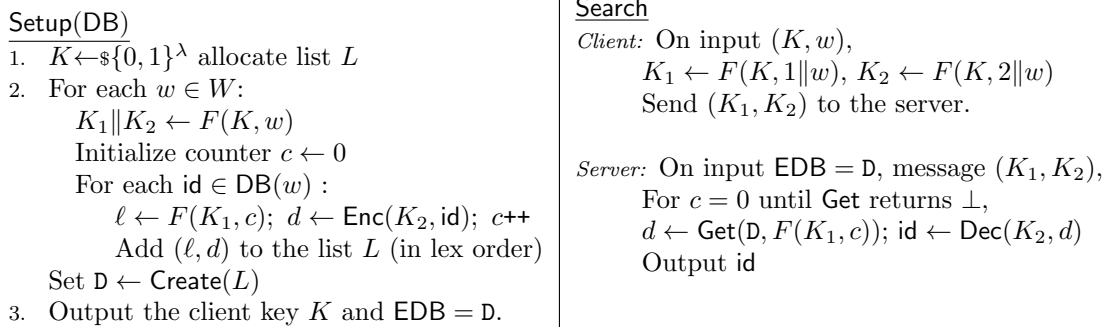 Setup(DB)
1. K←$ {0, 1}^λ allocate list L
2. For each w ∈ W:
K₁‖K₂ ← F(K, w)
Initialize counter c ← 0
For each id ∈ DB(w) :
ℓ ← F(K₁, c); d ← Enc(K₂, id); c++
Add (ℓ, d) to the list L (in lex order)
Set D ← Create(L)
3. Output the client key K and EDB = D.
Search
Client: On input (K, w),
K₁ ← F(K, 1‖w), K₂ ← F(K, 2‖w)
Send (K₁, K₂) to the server.
Server: On input EDB = D, message (K₁, K₂),
For c = 0 until Get returns ⊥,
d ← Get(D, F(K₁, c)); id ← Dec(K₂, d)
Output id